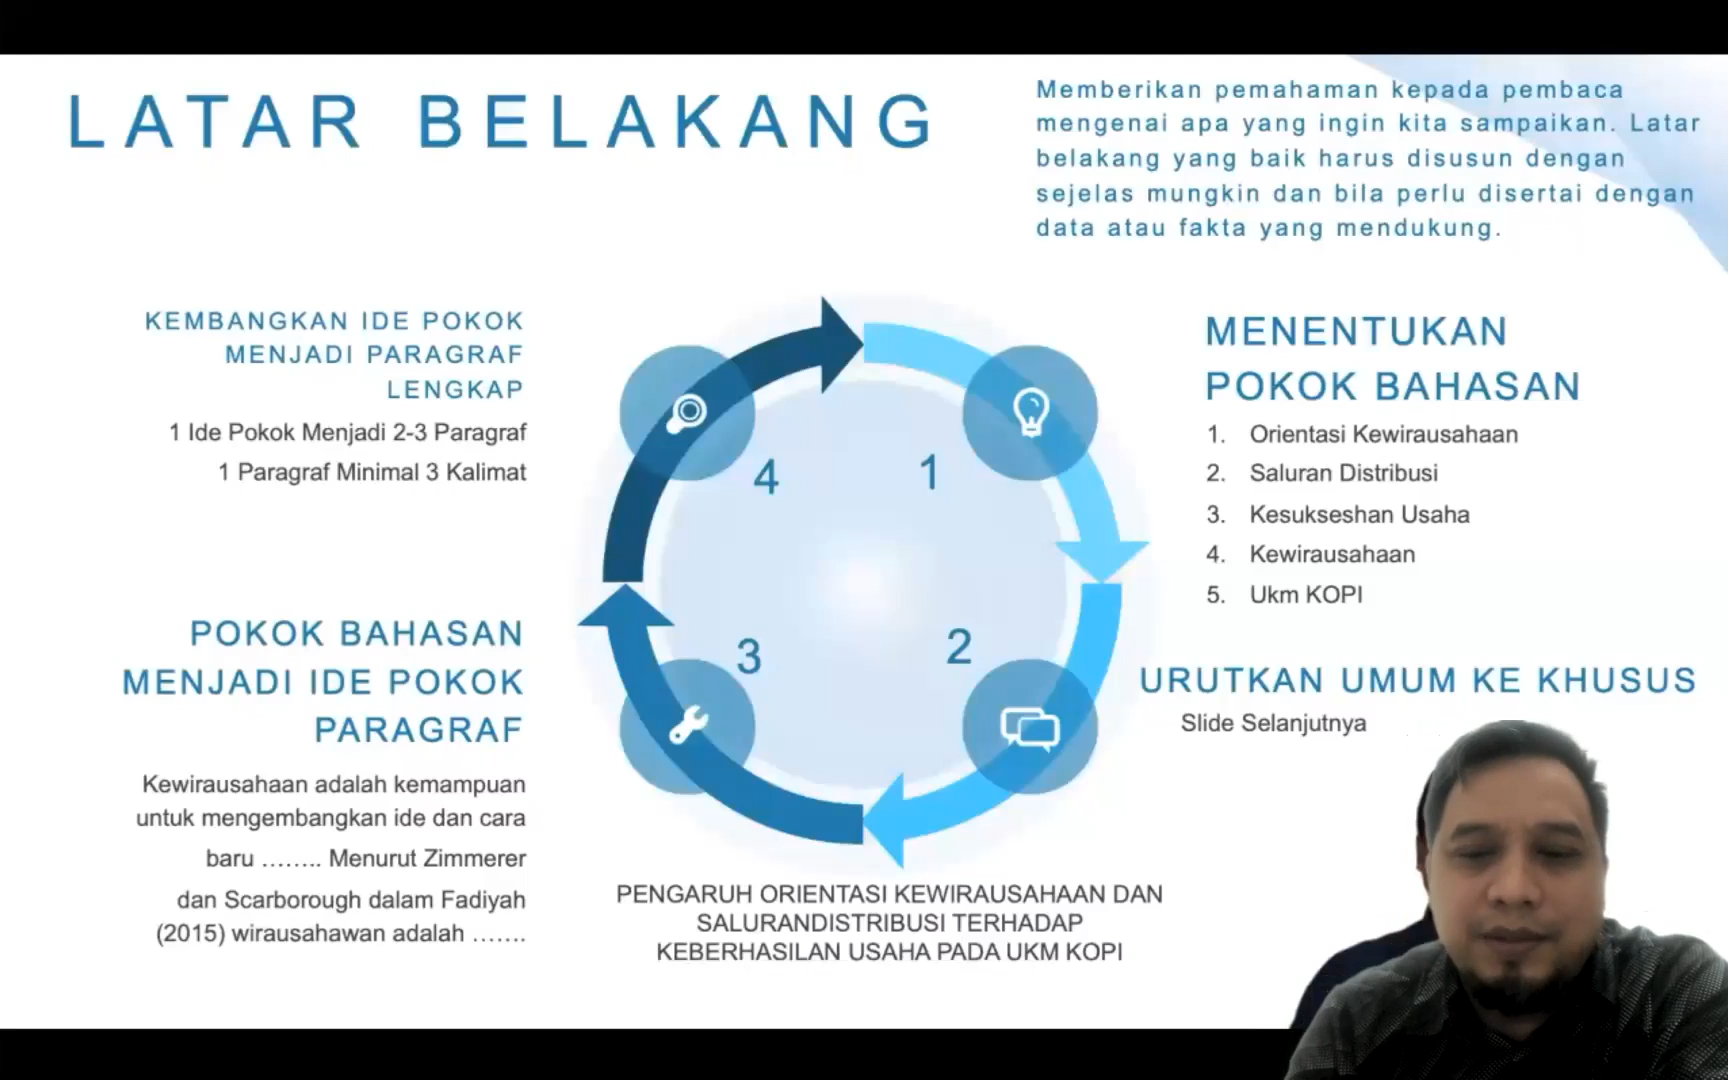 LATAR BELAKANG
Memberikan pemahaman kepada pembaca
mengenai apa yang ingin kita sampaikan. Latar
belakang yang baik harus disusun dengan
sejelas mungkin dan bila perlu disertai dengan
data atau fakta yang mendukung.
KEMBANGKAN IDE POKOK
MENJADI PARAGRAF
LENGKAP
1 Ide Pokok Menjadi 2-3 Paragraf
1 Paragraf Minimal 3 Kalimat
4
1
MENENTUKAN
POKOK BAHASAN
1. Orientasi Kewirausahaan
2. Saluran Distribusi
3. Kesukseshan Usaha
4. Kewirausahaan
5. Ukm KOPI
POKOK BAHASAN
MENJADI IDE POKOK
PARAGRAF
Kewirausahaan adalah kemampuan
untuk mengembangkan ide dan cara
baru …….. Menurut Zimmerer
dan Scarborough dalam Fadiyah
(2015) wirausahawan adalah …….
3
2
URUTKAN UMUM KE KHUSUS
Slide Selanjutnya
PENGARUH ORIENTASI KEWIRAUSAHAAN DAN
SALURANDISTRIBUSI TERHADAP
KEBERHASILAN USAHA PADA UKM KOPI